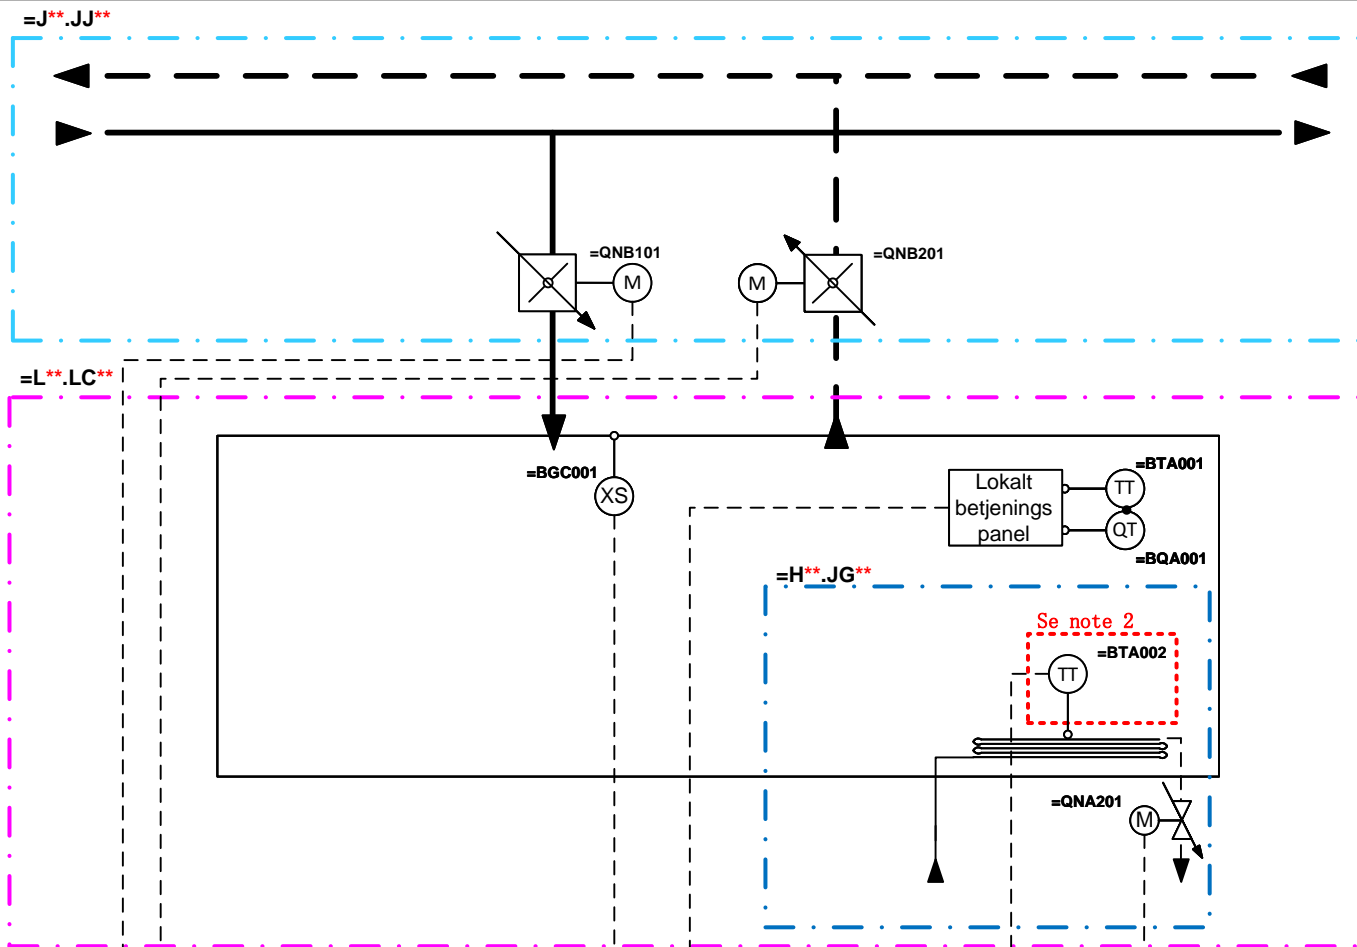 =J**.JJ**
=QNB101
=QNB201
M
M
=L**.LC**
=BGC001
XS
Lokalt
betjenings
panel
=BTA001
TT
QT
=BQA001
=H**.JG**
Se note 2
=BTA002
TT
=QNA201
M